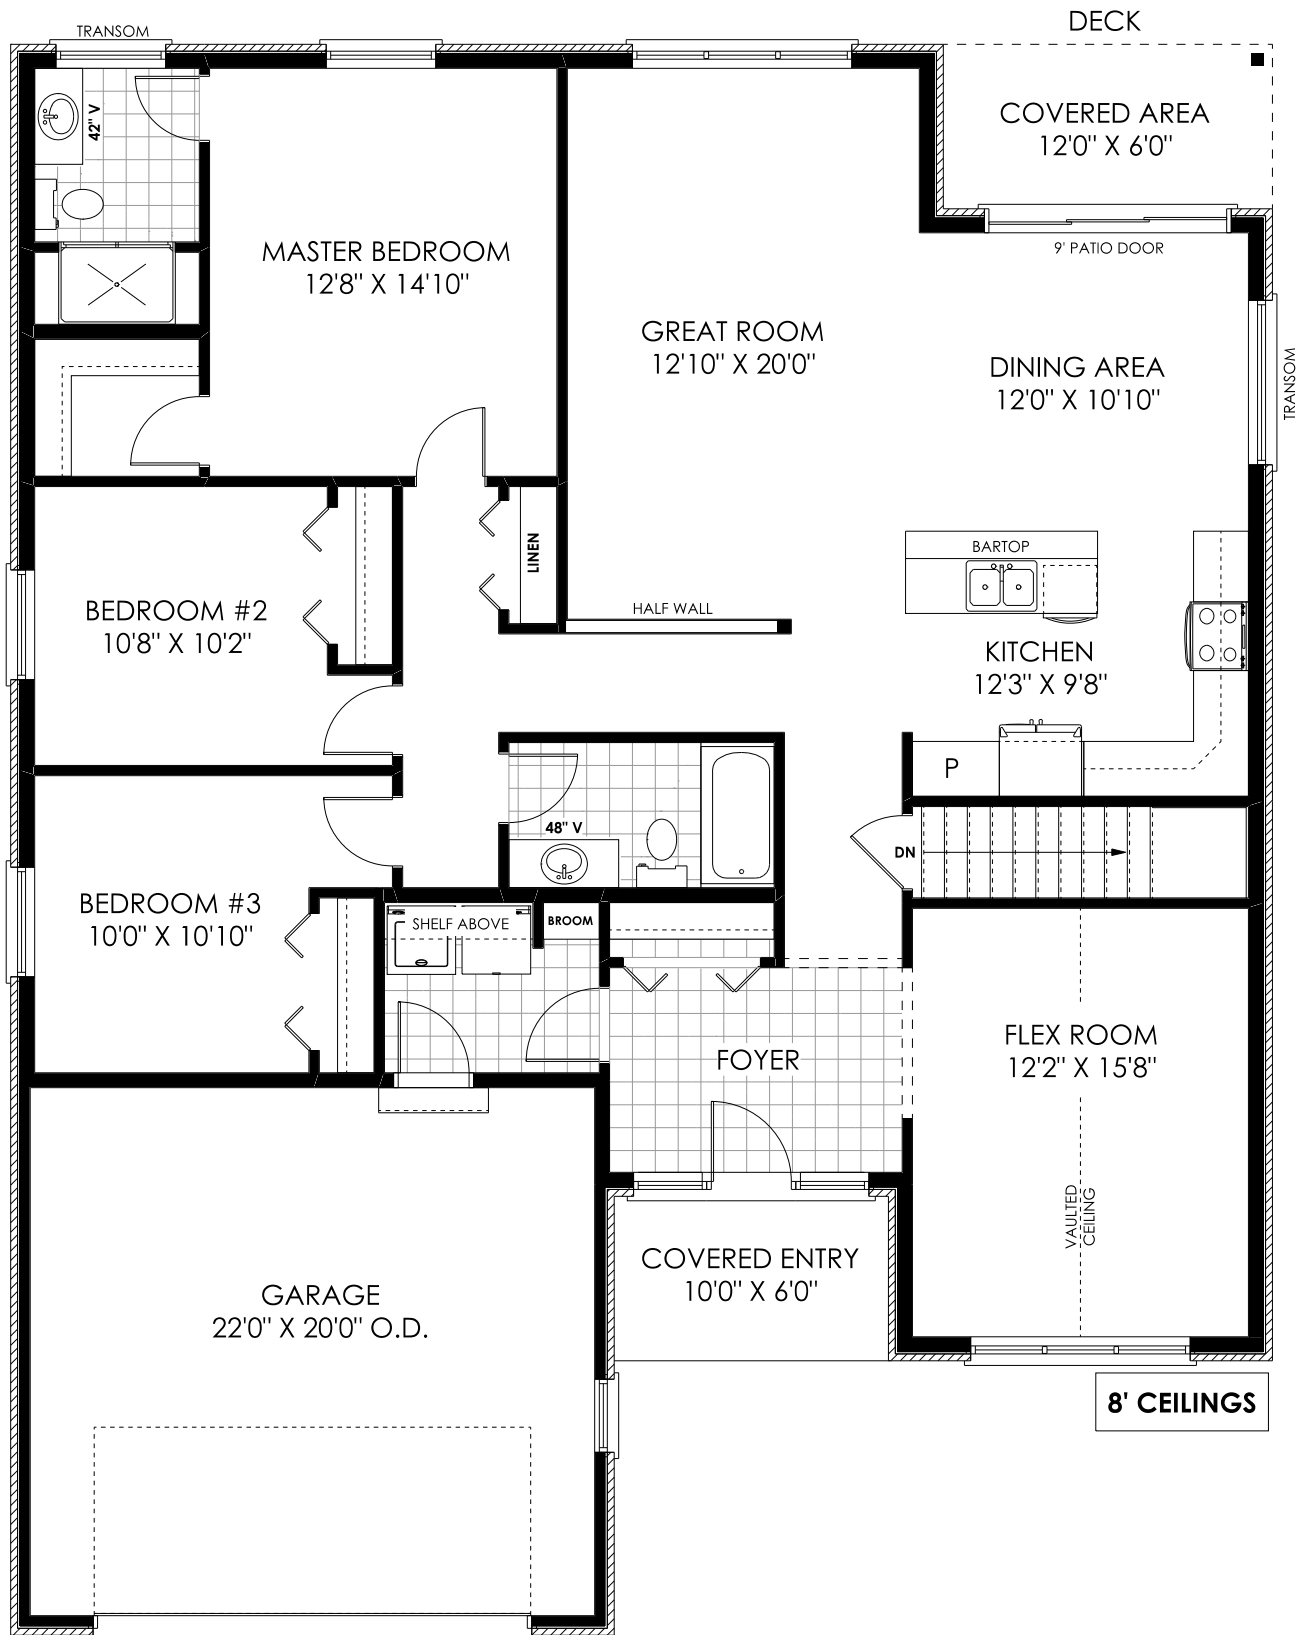 DECK
TRANSOM
42" V
COVERED AREA
12'0" X 6'0"
9' PATIO DOOR
MASTER BEDROOM
12'8" X 14'10"
GREAT ROOM
12'10" X 20'0"
DINING AREA
12'0" X 10'10"
TRANSOM
LINEN
BARTOP
BEDROOM #2
10'8" X 10'2"
HALF WALL
KITCHEN
12'3" X 9'8"
P
48" V
DN
BEDROOM #3
10'0" X 10'10"
SHELF ABOVE
BROOM
FOYER
FLEX ROOM
12'2" X 15'8"
VAULTED
CEILING
COVERED ENTRY
10'0" X 6'0"
GARAGE
22'0" X 20'0" O.D.
8' CEILINGS